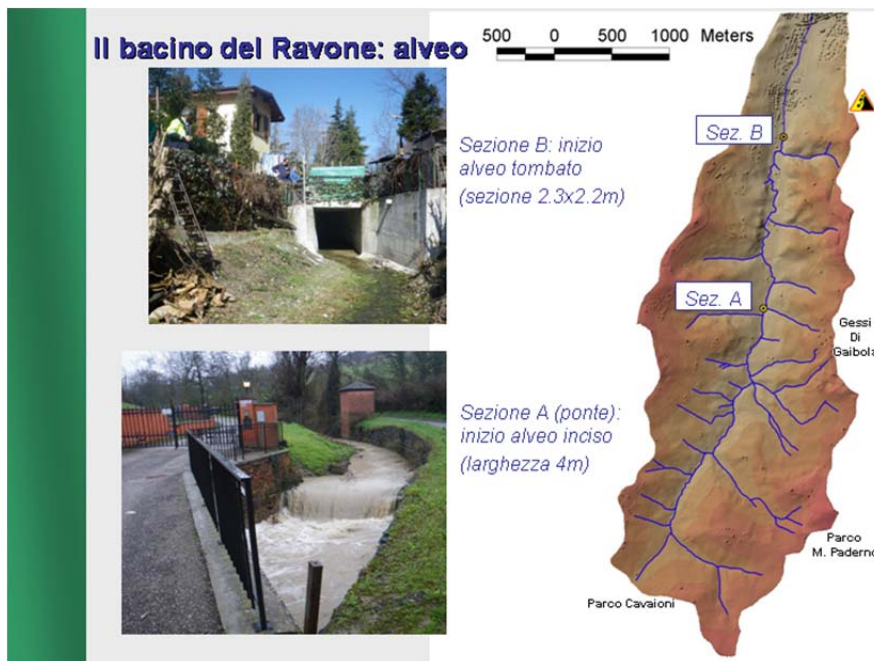 Il bacino del Ravone: alveo
500 0 500 1000 Meters
Sezione B: inizio
alveo tombato
(sezione 2.3x2.2m)
Sez. B
Sez. A
Gessi
Di
Gaibola
Sezione A (ponte):
inizio alveo inciso
(larghezza 4m)
Parco
M. Paderno
Parco Cavaioni